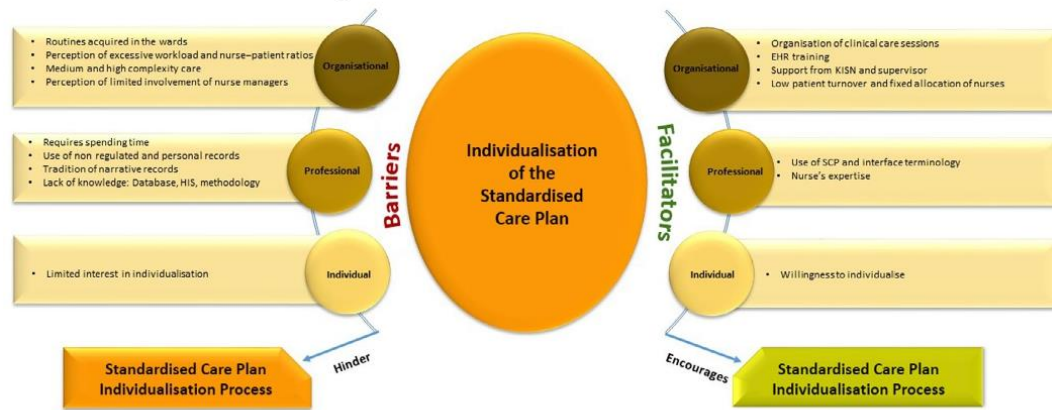 • Routines acquired in the wards
• Perception of excessive workload and nurse–patient ratios
• Medium and high complexity care
• Perception of limited involvement of nurse managers
Organisational
• Requires spending time
• Use of non regulated and personal records
• Tradition of narrative records
• Lack of knowledge: Database, HIS, methodology
Professional
• Limited interest in individualisation
Individual
Barriers
Hinder
Standardised Care Plan
Individualisation Process
Individualisation
of the
Standardised
Care Plan
Facilitators
Organisational
• Organisation of clinical care sessions
• EHR training
• Support from KISN and supervisor
• Low patient turnover and fixed allocation of nurses
Professional
• Use of SCP and interface terminology
• Nurse's expertise
Individual
• Willingness to individualise
Encourages
Standardised Care Plan
Individualisation Process